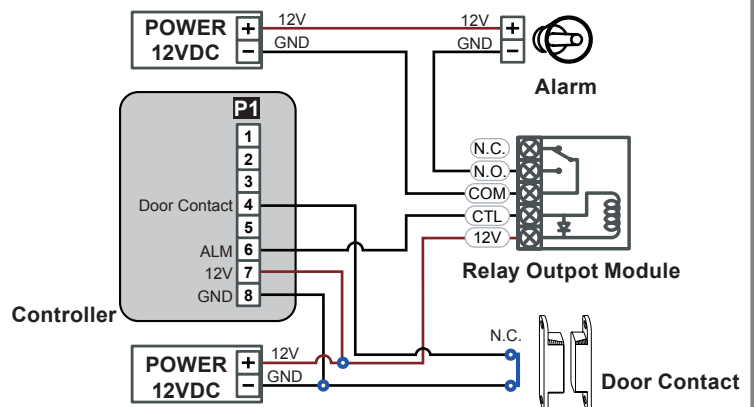 POWER
12VDC
+
−
12V
GND
12V
GND
+
−
Alarm
P1
1
2
3
Door Contact 4
5
ALM 6
12V 7
GND 8
Controller
N.C.
N.O.
COM
CTL
12V
Relay Outpot Module
POWER
12VDC
+
−
12V
GND
N.C.
Door Contact